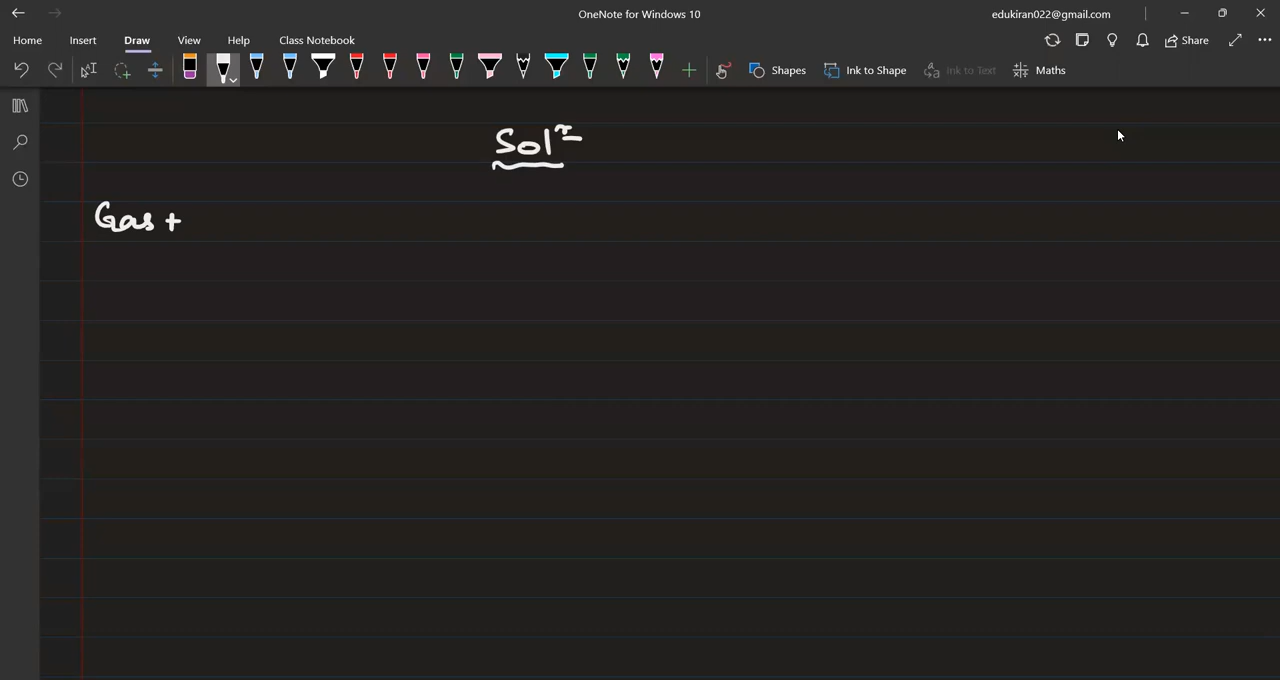 OneNote for Windows 10
edukiran022@gmail.com
Home Insert Draw View Help Class Notebook
Share
Shapes Ink to Shape Ink to Text Maths
Solⁿ
Gas +